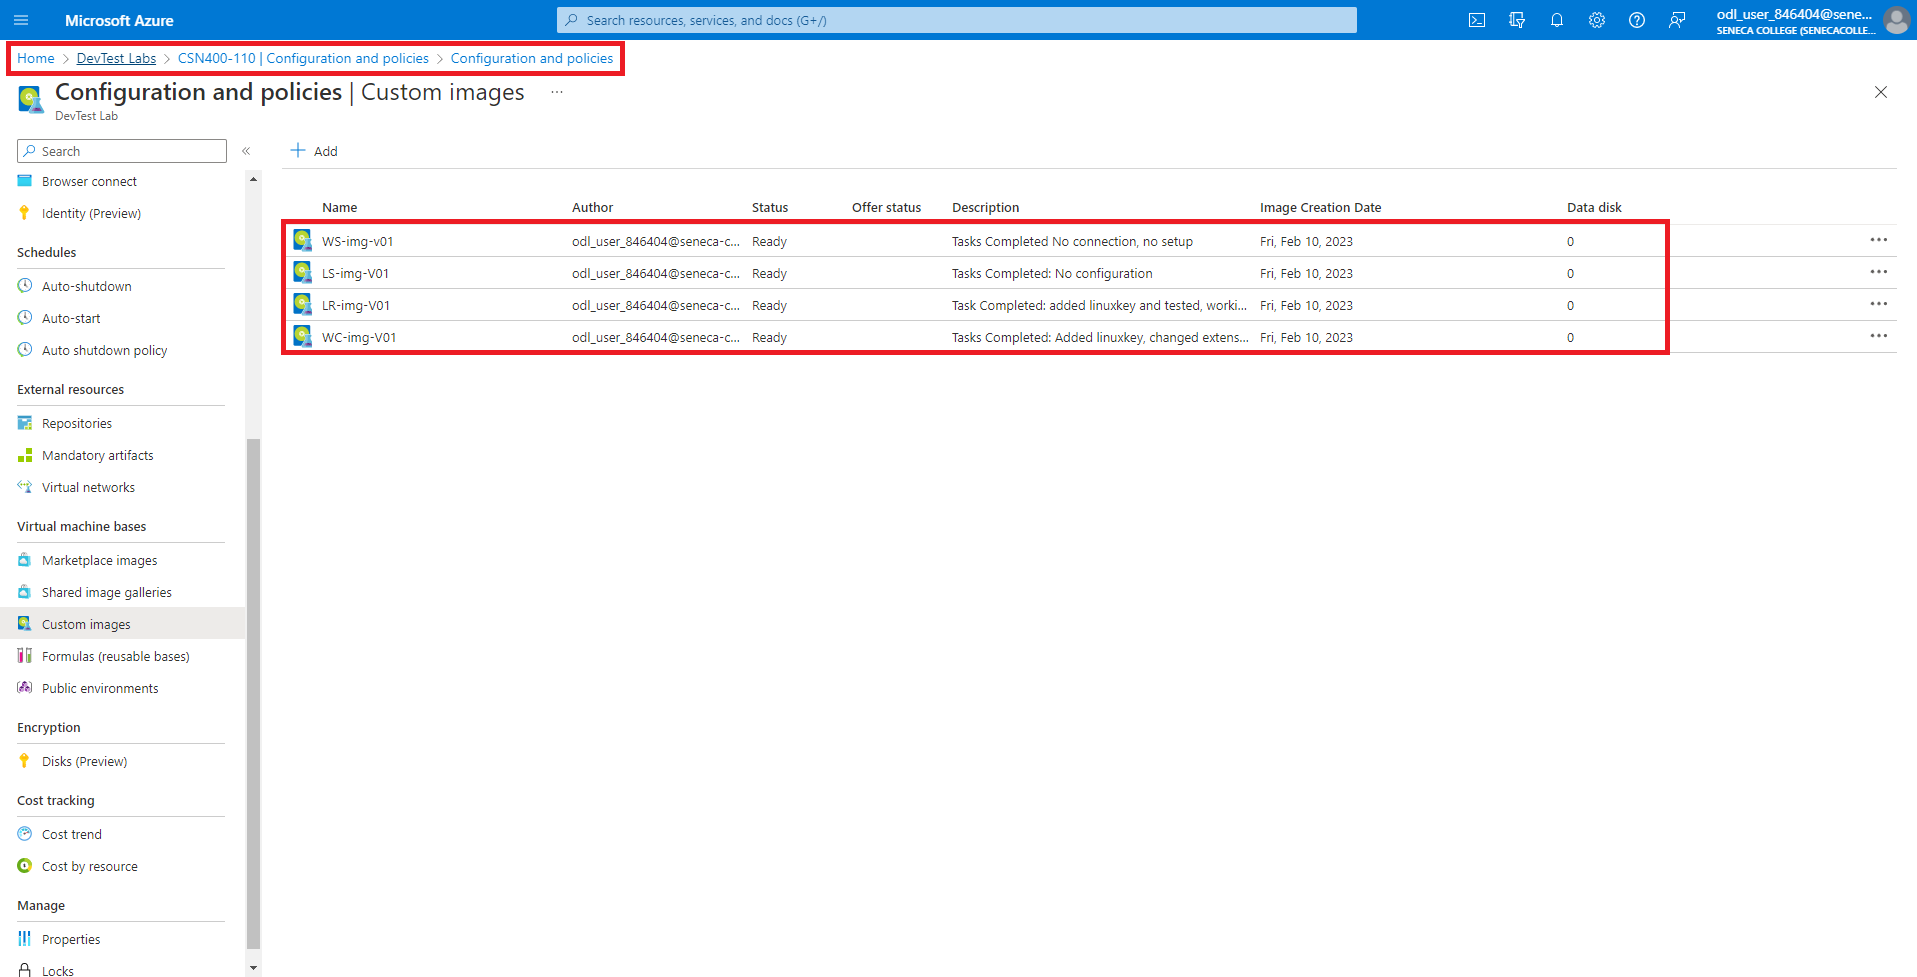 Microsoft Azure
Search resources, services, and docs (G+/)
odl_user_846404@sene...
SENECA COLLEGE (SENECACOLLE...
Home > DevTest Labs > CSN400-110 | Configuration and policies > Configuration and policies
Configuration and policies | Custom images ...
DevTest Lab
Search «
+ Add
Browser connect
Identity (Preview)
Schedules
Auto-shutdown
Auto-start
Auto shutdown policy
External resources
Repositories
Mandatory artifacts
Virtual networks
Virtual machine bases
Marketplace images
Shared image galleries
Custom images
Formulas (reusable bases)
Public environments
Encryption
Disks (Preview)
Cost tracking
Cost trend
Cost by resource
Manage
Properties
Locks
Name Author Status Offer status Description Image Creation Date Data disk
WS-img-v01 odl_user_846404@seneca-c... Ready Tasks Completed No connection, no setup Fri, Feb 10, 2023 0 ...
LS-img-V01 odl_user_846404@seneca-c... Ready Tasks Completed: No configuration Fri, Feb 10, 2023 0 ...
LR-img-V01 odl_user_846404@seneca-c... Ready Task Completed: added linuxkey and tested, worki... Fri, Feb 10, 2023 0 ...
WC-img-V01 odl_user_846404@seneca-c... Ready Tasks Completed: Added linuxkey, changed extens... Fri, Feb 10, 2023 0 ...